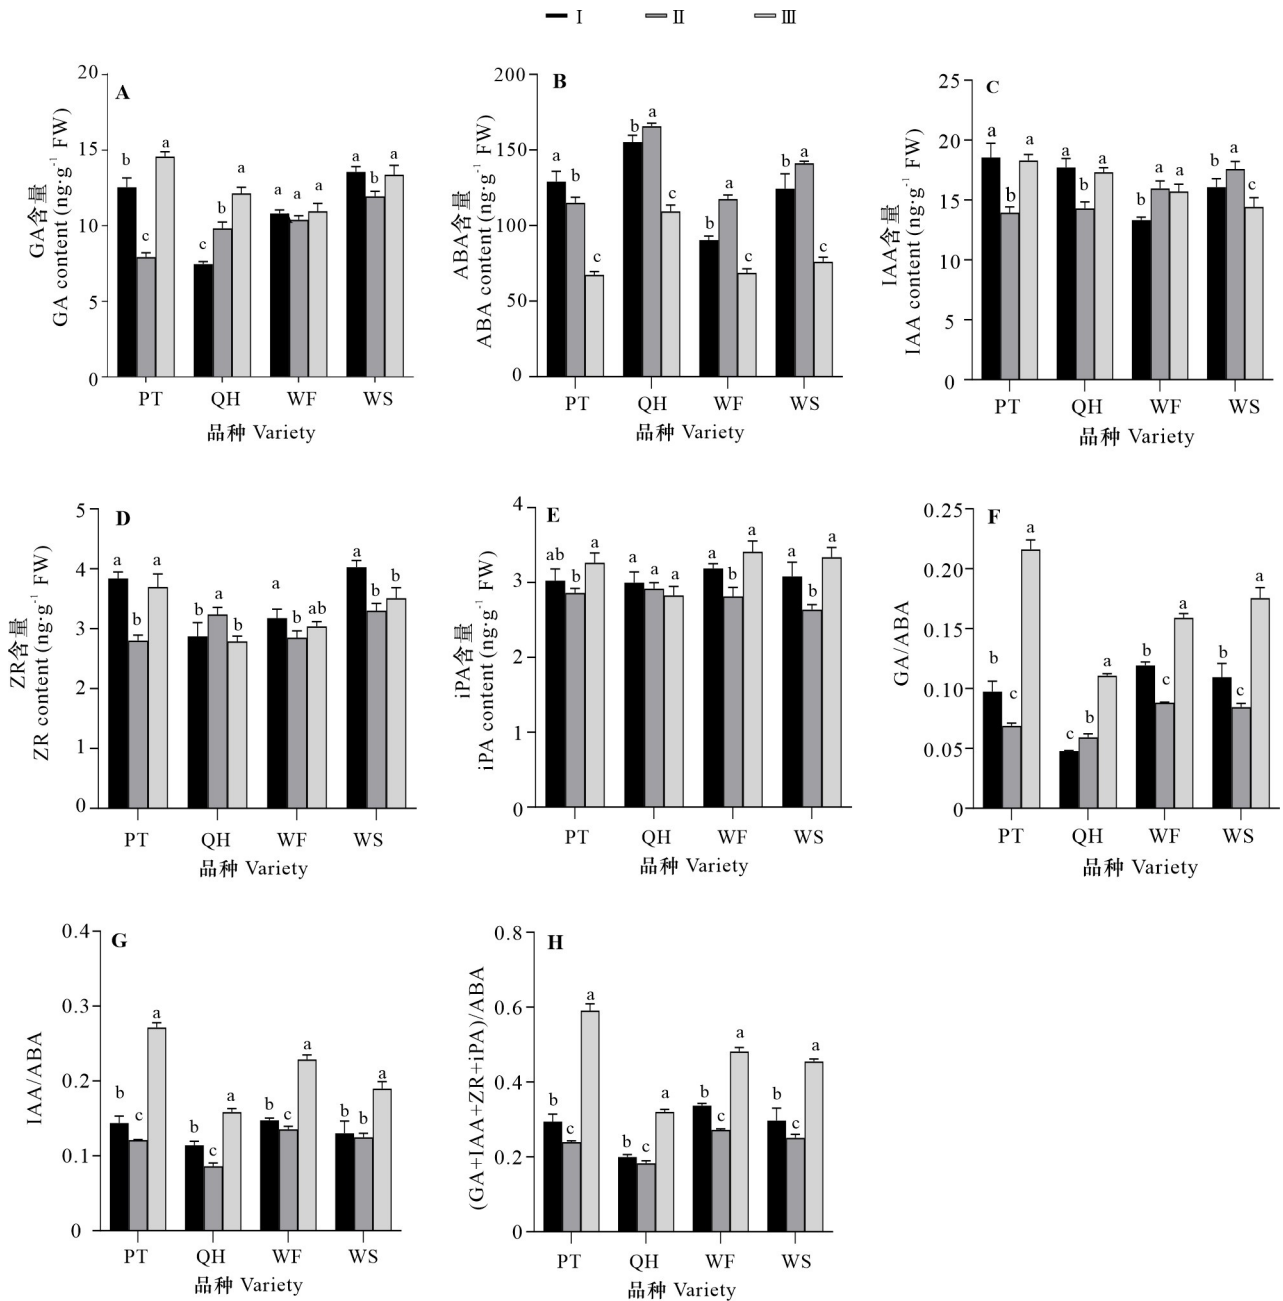 Ⅰ Ⅱ Ⅲ
A
GA含量
GA content (ng·g⁻¹ FW)
20
15
10
5
0
b c a
c b a
a a a
a b a
PT QH WF WS
品种 Variety
B
ABA含量
ABA content (ng·g⁻¹ FW)
200
150
100
50
0
a b c
b a c
b a c
b a c
PT QH WF WS
品种 Variety
C
IAA含量
IAA content (ng·g⁻¹ FW)
25
20
15
10
5
0
a b a
a b a
b a a
b a c
PT QH WF WS
品种 Variety
D
ZR含量
ZR content (ng·g⁻¹ FW)
5
4
3
2
1
0
a b a
b a b
a b ab
a b b
PT QH WF WS
品种 Variety
E
iPA含量
iPA content (ng·g⁻¹ FW)
4
3
2
1
0
ab b a
a a a
a b a
a b a
PT QH WF WS
品种 Variety
F
GA/ABA
0.25
0.20
0.15
0.10
0.05
0
b c a
c b a
b c a
b c a
PT QH WF WS
品种 Variety
G
IAA/ABA
0.4
0.3
0.2
0.1
0
b c a
b c a
b c a
b b a
PT QH WF WS
品种 Variety
H
(GA+IAA+ZR+iPA)/ABA
0.8
0.6
0.4
0.2
0
b c a
b c a
b c a
b c a
PT QH WF WS
品种 Variety